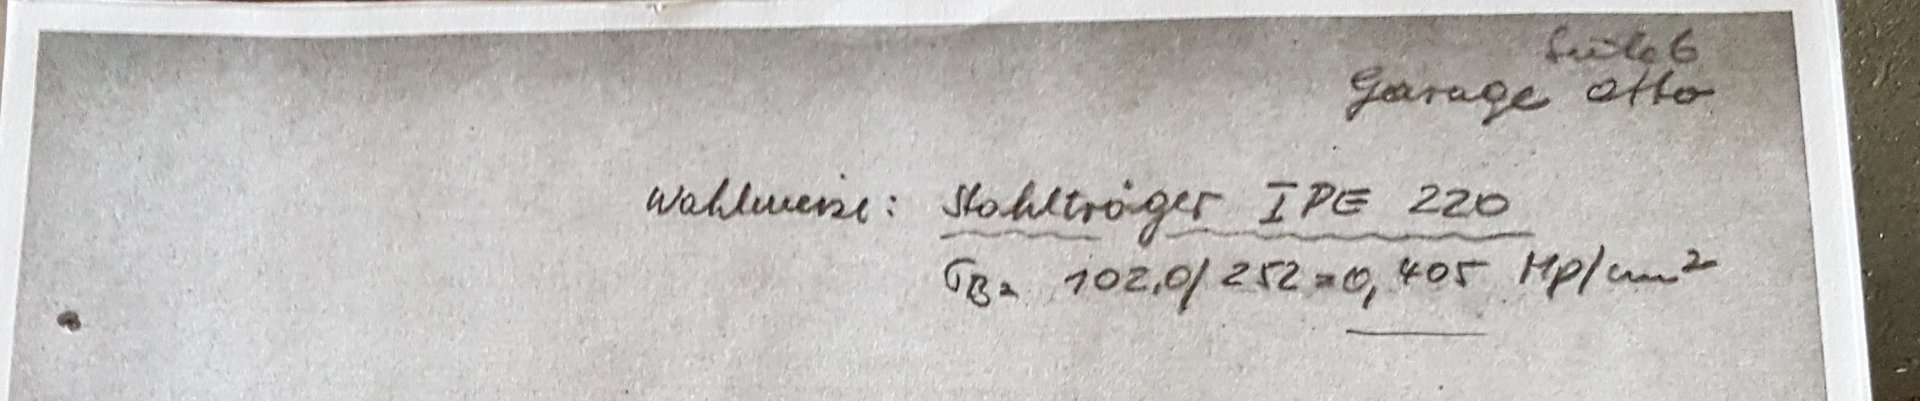 Seite 6
Garage Otto
Wahlweise: Stahlträger IPE 220
σB = 102,0/252 = 0,405 Mp/cm²